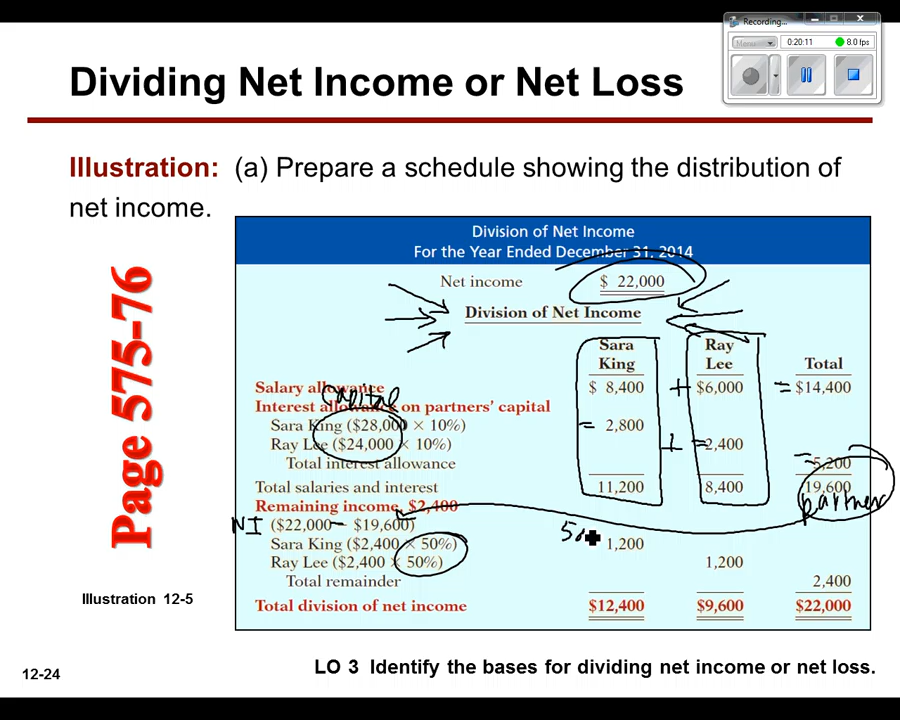 Recording...
Menu
0:20:11
8.0 fps
Dividing Net Income or Net Loss
Illustration: (a) Prepare a schedule showing the distribution of
net income.
Page 575-76
Division of Net Income
For the Year Ended December 31, 2014
Net income $ 22,000
Division of Net Income
Sara Ray
King Lee Total
Salary allowance $ 8,400 + $6,000 = $14,400
Capital
Interest allowance on partners' capital
Sara King ($28,000 × 10%) = 2,800
Ray Lee ($24,000 × 10%) + = 2,400
Total interest allowance = 5,200
Total salaries and interest 11,200 8,400 19,600
partner
Remaining income, $2,400
NI ($22,000 – $19,600)
Sara King ($2,400 × 50%) 1,200
Ray Lee ($2,400 × 50%) 1,200
Total remainder 2,400
Total division of net income $12,400 $9,600 $22,000
Illustration 12-5
12-24
LO 3 Identify the bases for dividing net income or net loss.